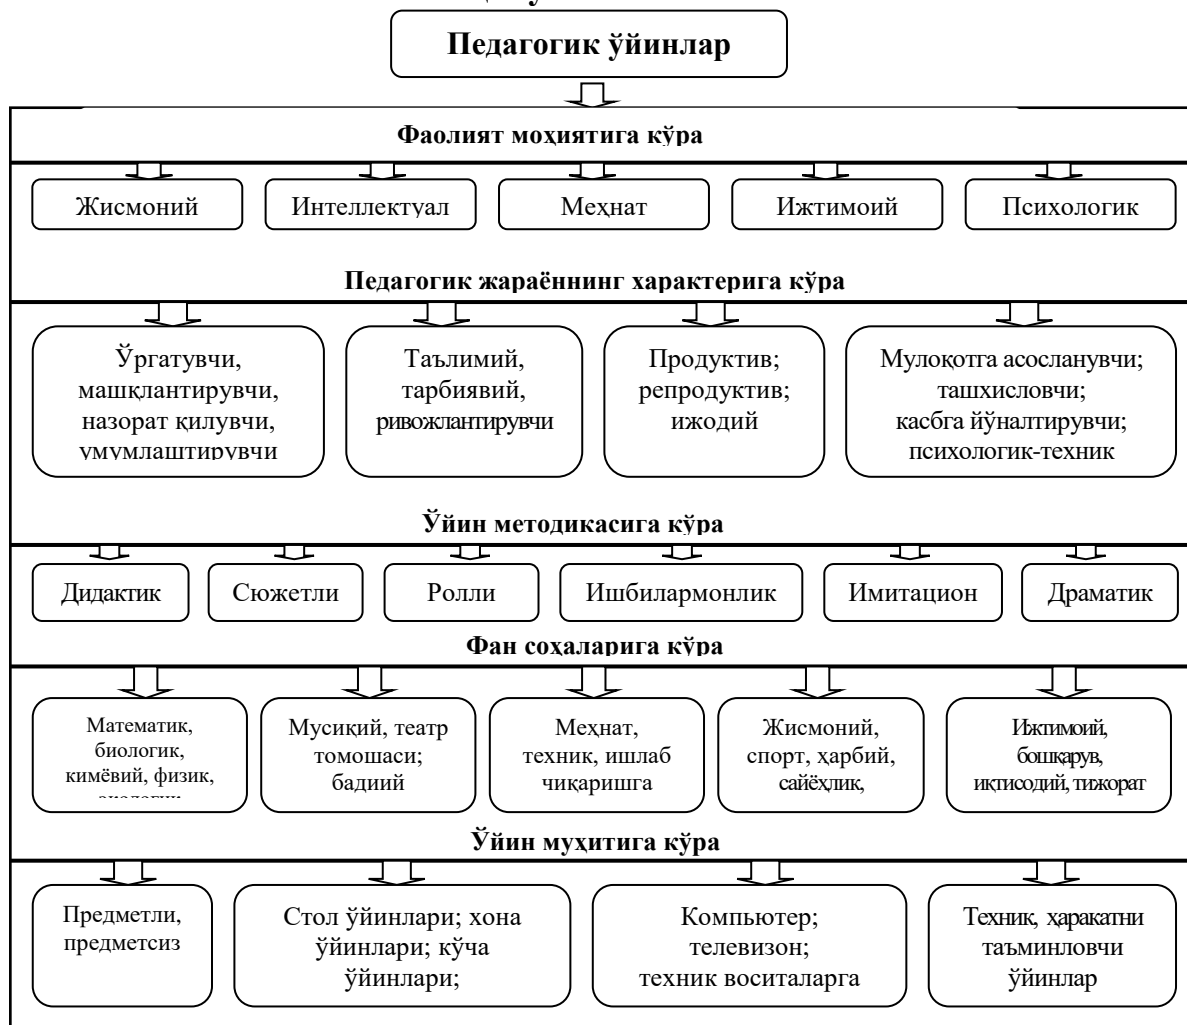 Педагогик ўйинлар
Фаолият моҳиятига кўра
Жисмоний
Интеллектуал
Меҳнат
Ижтимоий
Психологик
Педагогик жараённинг характерига кўра
Ўргатувчи,
машқлантирувчи,
назорат қилувчи,
умумлаштирувчи
Таълимий,
тарбиявий,
ривожлантирувчи
Продуктив;
репродуктив;
ижодий
Мулоқотга асосланувчи;
ташхисловчи;
касбга йўналтирувчи;
психологик-техник
Ўйин методикасига кўра
Дидактик
Сюжетли
Ролли
Ишбилармонлик
Имитацион
Драматик
Фан соҳаларига кўра
Математик,
биологик,
кимёвий, физик,
Мусиқий, театр
томошаси;
бадиий
Меҳнат,
техник, ишлаб
чиқаришга
Жисмоний,
спорт, ҳарбий,
сайёҳлик,
Ижтимоий,
бошқарув,
иқтисодий, тижорат
Ўйин муҳитига кўра
Предметли,
предметсиз
Стол ўйинлари; хона
ўйинлари; кўча
ўйинлари;
Компьютер;
телевизон;
техник воситаларга
Техник, ҳаракатни
таъминловчи
ўйинлар